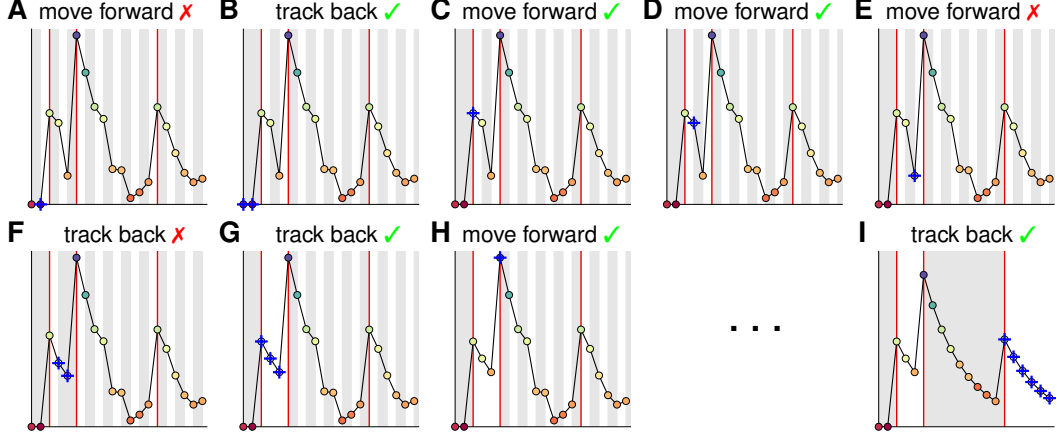 A move forward ✗
B track back ✓
C move forward ✓
D move forward ✓
E move forward ✗
F track back ✗
G track back ✓
H move forward ✓
. . .
I track back ✓